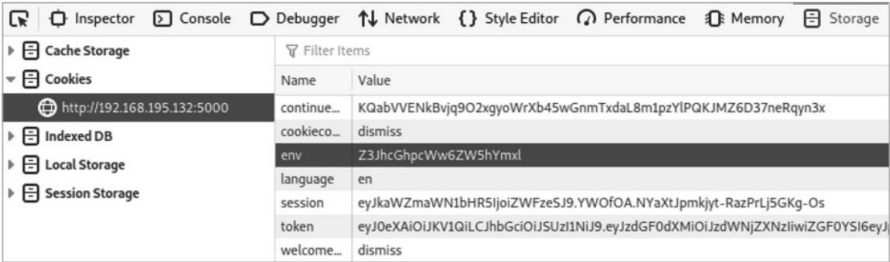 Inspector Console Debugger Network Style Editor Performance Memory Storage
Cache Storage
Cookies
http://192.168.195.132:5000
Indexed DB
Local Storage
Session Storage
Filter Items
Name Value
continue... KQabVVENkBvjq9O2xgyoWrXb45wGnmTxdaL8m1pzYlPQKJMZ6D37neRqyn3x
cookieco... dismiss
env Z3JhcGhpcWw6ZW5hYmxl
language en
session eyJkaWZmaWN1bHR5IjoiZWFzeSJ9.YWOfOA.NYaXtJpmkjyt-RazPrLj5GKg-Os
token eyJ0eXAiOiJKV1QiLCJhbGciOiJSUzI1NiJ9.eyJzdGF0dXMiOiJzdWNjZXNzIiwiZGF0YSI6eyJ
welcome... dismiss